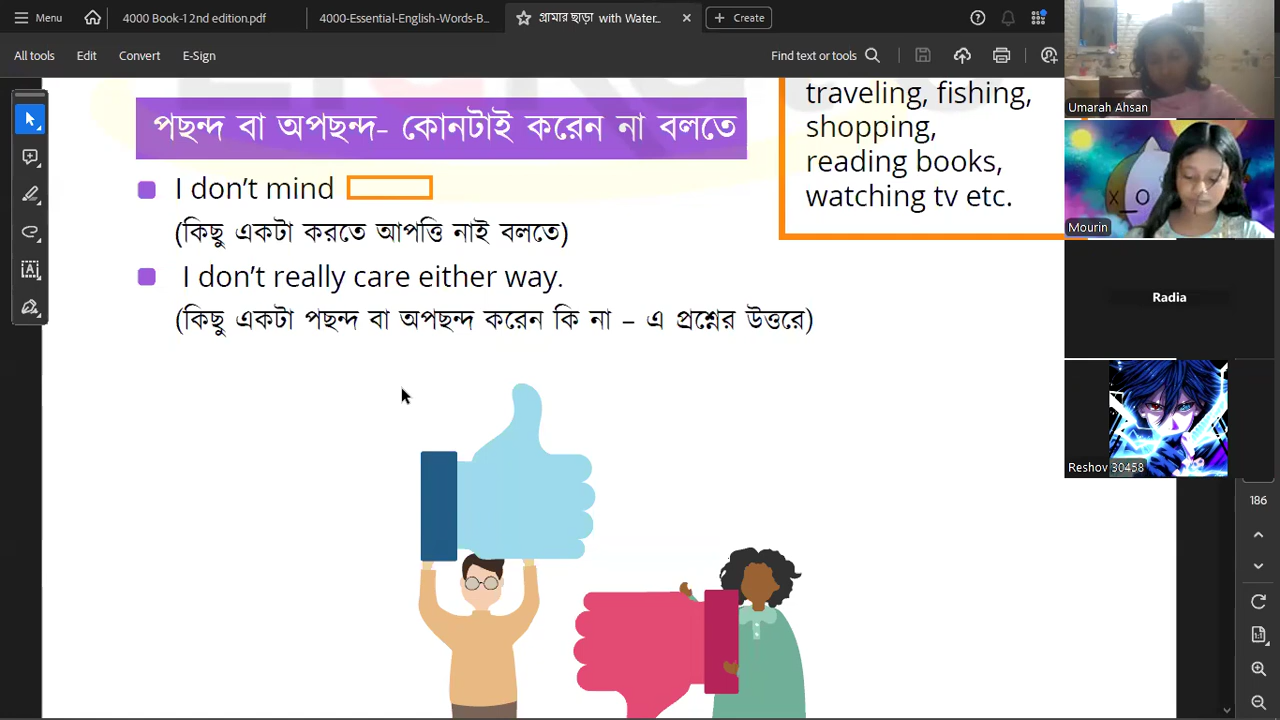 Menu
4000 Book-12nd edition.pdf
4000-Essential-English-Words-B...
গ্রামার ছাড়া with Water...
Create
All tools
Edit
Convert
E-Sign
Find text or tools
traveling, fishing,
shopping,
reading books,
watching tv etc.
পছন্দ বা অপছন্দ- কোনটাই করেন না বলতে
I don't mind
(কিছু একটা করতে আপত্তি নাই বলতে)
I don't really care either way.
(কিছু একটা পছন্দ বা অপছন্দ করেন কি না – এ প্রশ্নের উত্তরে)
Umarah Ahsan
X_O
Mourin
Radia
Reshov 30458
186
1:1